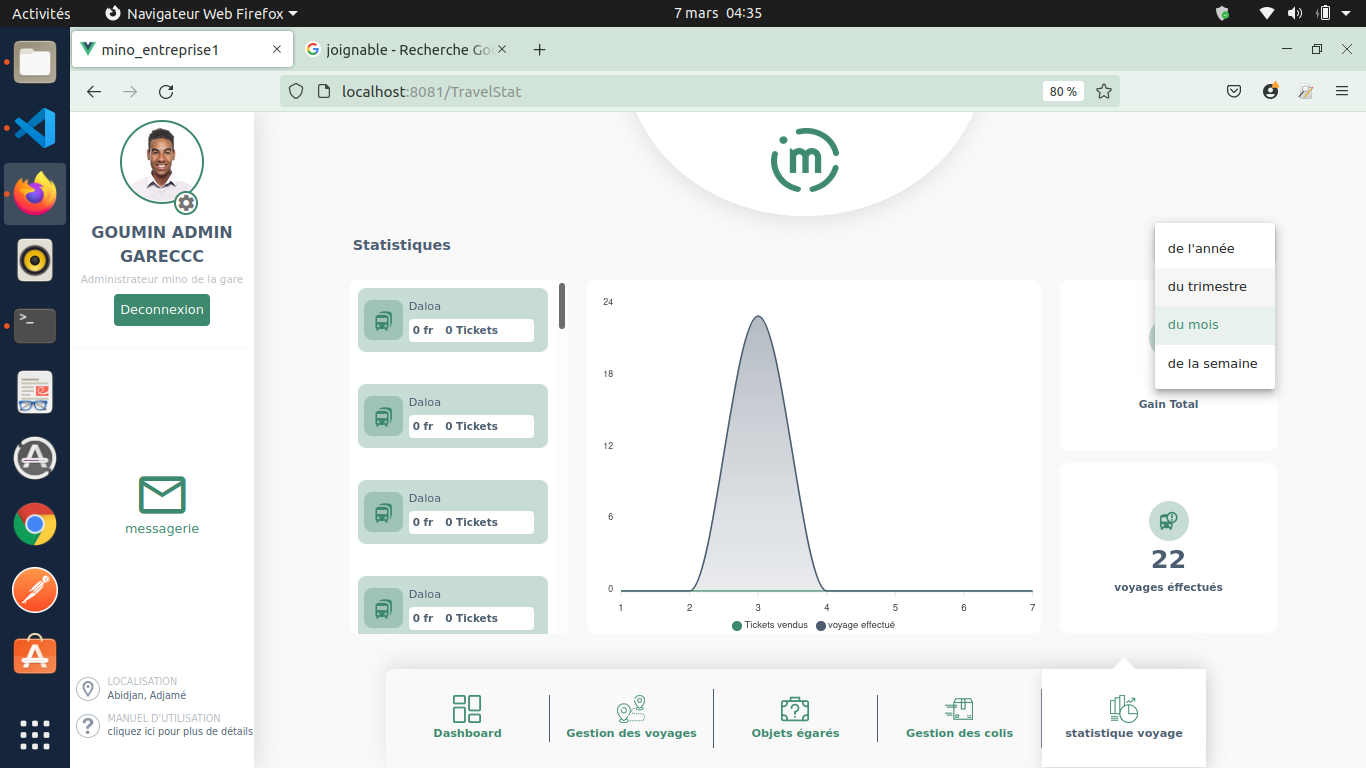 Activités
Navigateur Web Firefox
7 mars 04:35
mino_entreprise1
joignable - Recherche Goo
localhost:8081/TravelStat
80 %
im
GOUMIN ADMIN
GARECCC
Administrateur mino de la gare
Deconnexion
messagerie
LOCALISATION
Abidjan, Adjamé
MANUEL D'UTILISATION
cliquez ici pour plus de détails
Statistiques
Daloa
0 fr 0 Tickets
Daloa
0 fr 0 Tickets
Daloa
0 fr 0 Tickets
Daloa
0 fr 0 Tickets
24
18
12
6
0
1 2 3 4 5 6 7
Tickets vendus voyage effectué
de l'année
du trimestre
du mois
de la semaine
Gain Total
22
voyages éffectués
Dashboard
Gestion des voyages
Objets égarés
Gestion des colis
statistique voyage